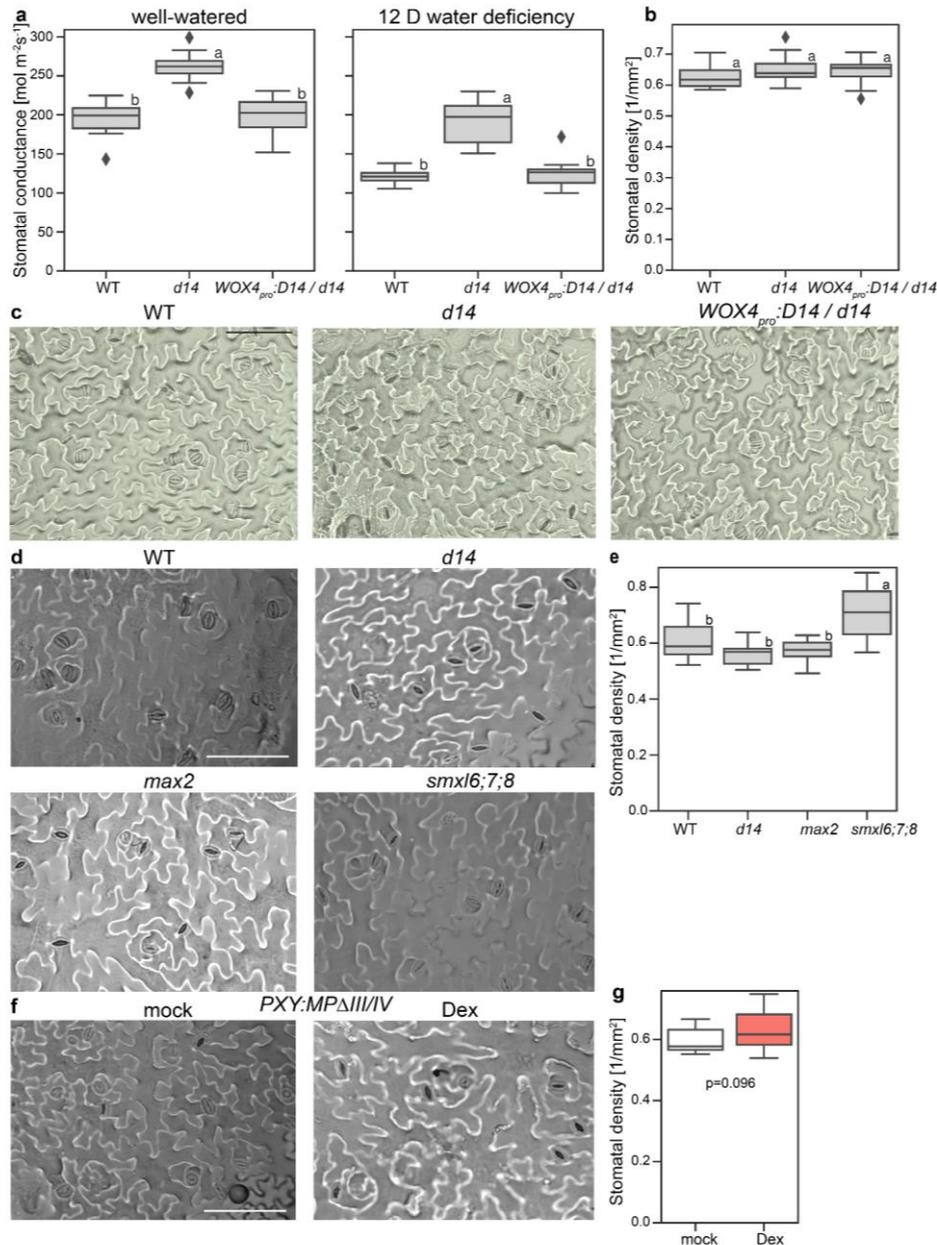 a
well-watered
12 D water deficiency
Stomatal conductance [mol m⁻²s⁻¹]
300
250
200
150
100
50
0
b
a
b
b
a
b
WT
d14
WOX4pro:D14 / d14
WT
d14
WOX4pro:D14 / d14
b
Stomatal density [1/mm²]
0.7
0.6
0.5
0.4
0.3
0.2
0.1
0.0
a
a
a
WT
d14
WOX4pro:D14 / d14
c
WT
d14
WOX4pro:D14 / d14
d
WT
d14
max2
smxl6;7;8
e
Stomatal density [1/mm²]
0.8
0.6
0.4
0.2
0.0
b
b
b
a
WT
d14
max2
smxl6;7;8
f
PXY:MPΔIII/IV
mock
Dex
g
Stomatal density [1/mm²]
0.6
0.4
0.2
0.0
p=0.096
mock
Dex